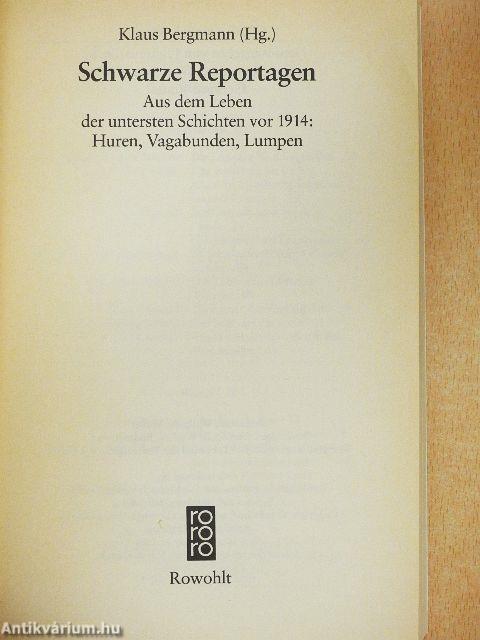 Klaus Bergmann (Hg.)
Schwarze Reportagen
Aus dem Leben
der untersten Schichten vor 1914:
Huren, Vagabunden, Lumpen
ro
ro
ro
Rowohlt
Antikvárium.hu